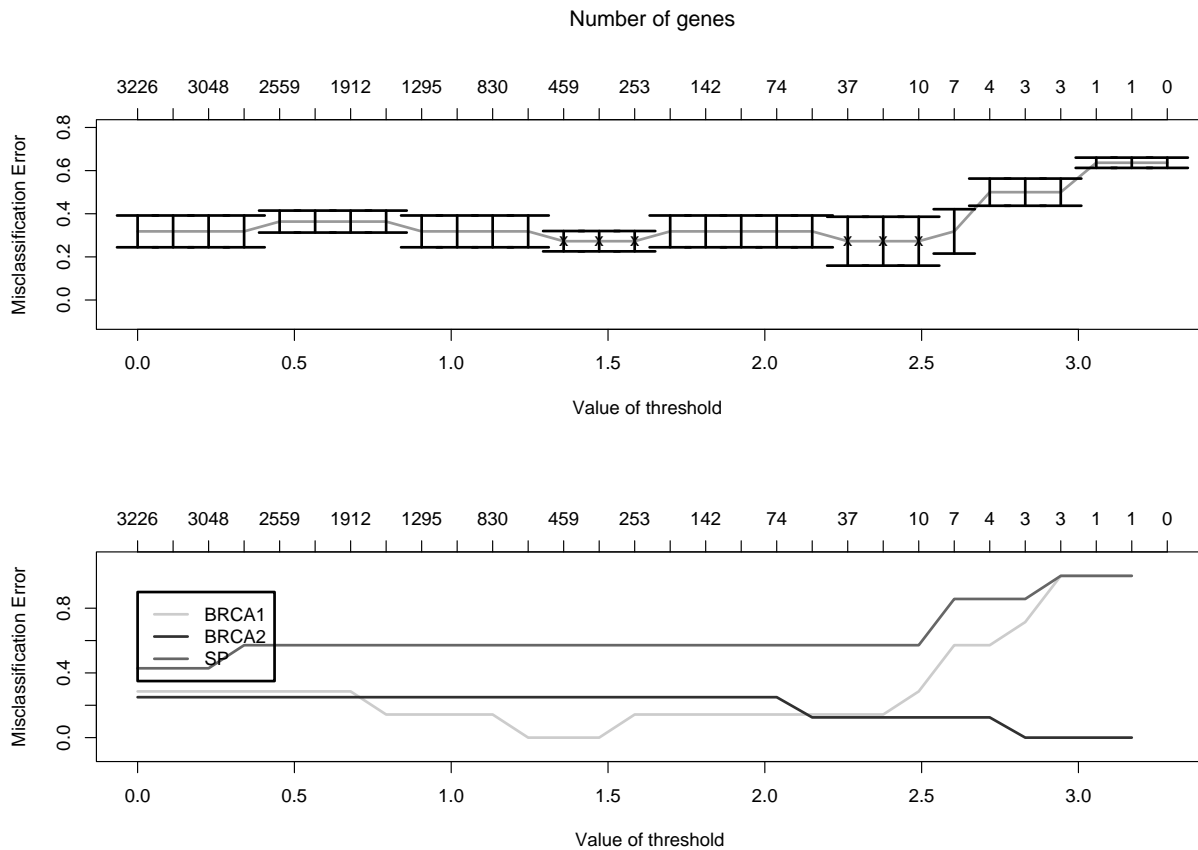 Number of genes
3226 3048 2559 1912 1295 830 459 253 142 74 37 10 7 4 3 3 1 1 0
Misclassification Error
0.0 0.2 0.4 0.6 0.8
0.0 0.5 1.0 1.5 2.0 2.5 3.0
Value of threshold
3226 3048 2559 1912 1295 830 459 253 142 74 37 10 7 4 3 3 1 1 0
Misclassification Error
0.0 0.4 0.8
BRCA1
BRCA2
SP
0.0 0.5 1.0 1.5 2.0 2.5 3.0
Value of threshold